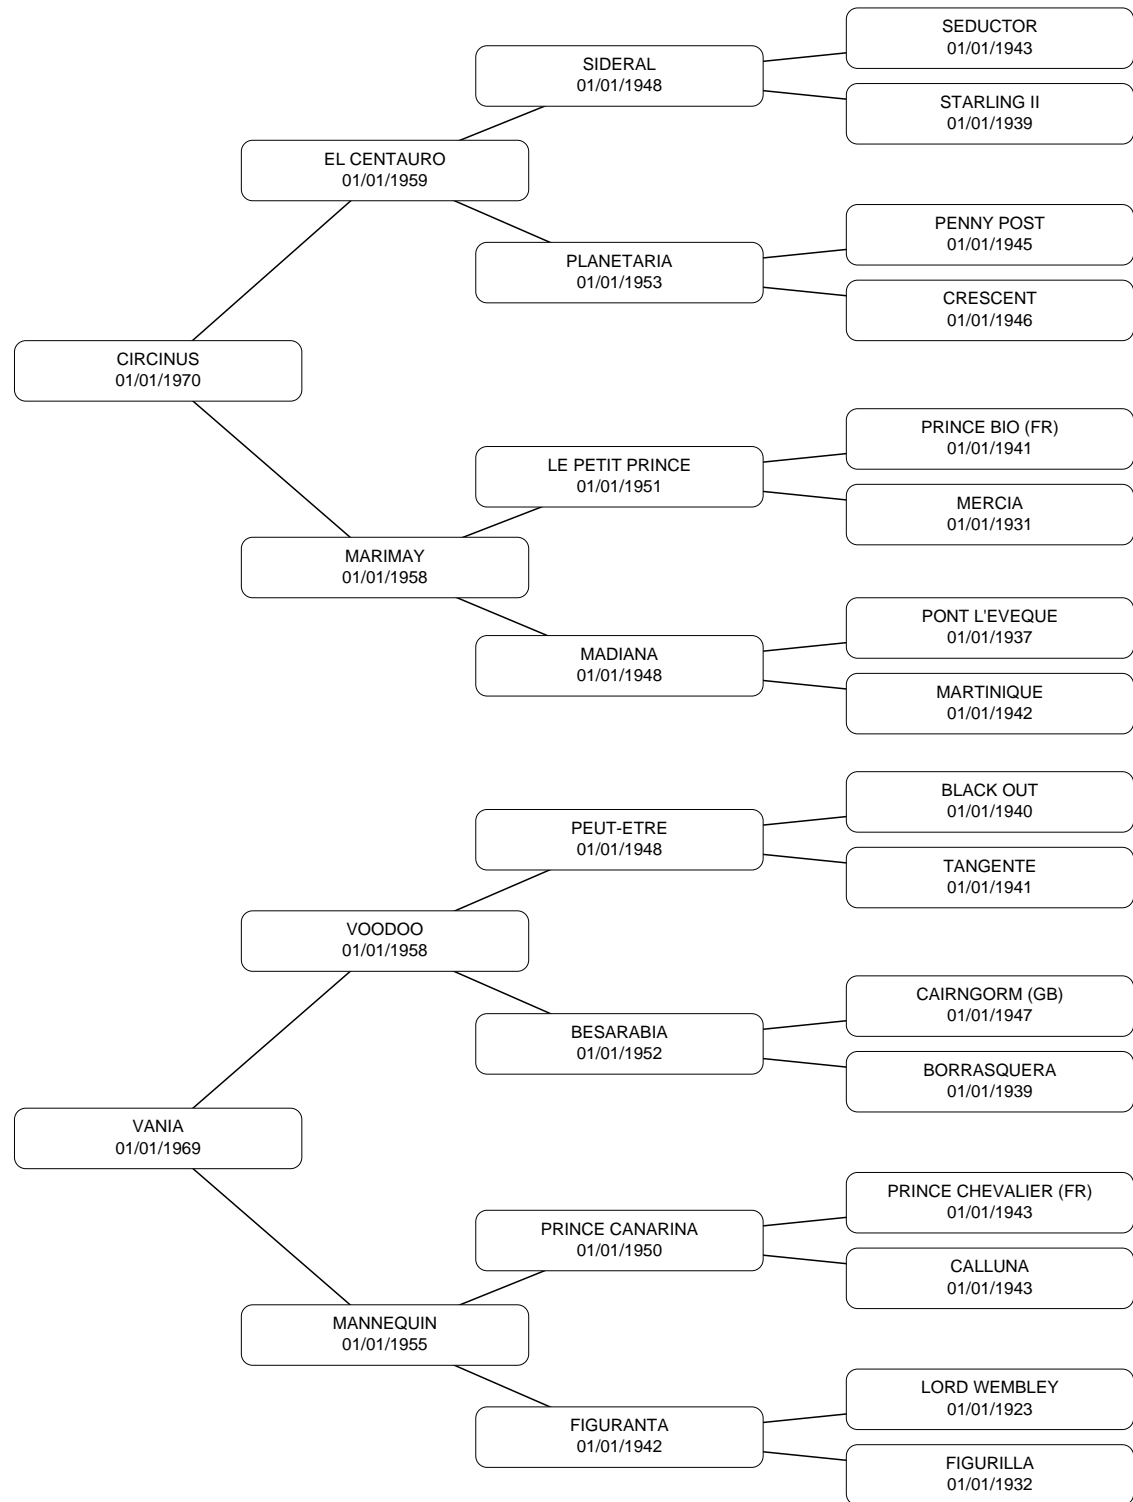 SEDUCTOR
01/01/1943
SIDERAL
01/01/1948
STARLING II
01/01/1939
EL CENTAURO
01/01/1959
PENNY POST
01/01/1945
PLANETARIA
01/01/1953
CRESCENT
01/01/1946
CIRCINUS
01/01/1970
PRINCE BIO (FR)
01/01/1941
LE PETIT PRINCE
01/01/1951
MERCIA
01/01/1931
MARIMAY
01/01/1958
PONT L'EVEQUE
01/01/1937
MADIANA
01/01/1948
MARTINIQUE
01/01/1942
BLACK OUT
01/01/1940
PEUT-ETRE
01/01/1948
TANGENTE
01/01/1941
VOODOO
01/01/1958
CAIRNGORM (GB)
01/01/1947
BESARABIA
01/01/1952
BORRASQUERA
01/01/1939
VANIA
01/01/1969
PRINCE CHEVALIER (FR)
01/01/1943
PRINCE CANARINA
01/01/1950
CALLUNA
01/01/1943
MANNEQUIN
01/01/1955
LORD WEMBLEY
01/01/1923
FIGURANTA
01/01/1942
FIGURILLA
01/01/1932